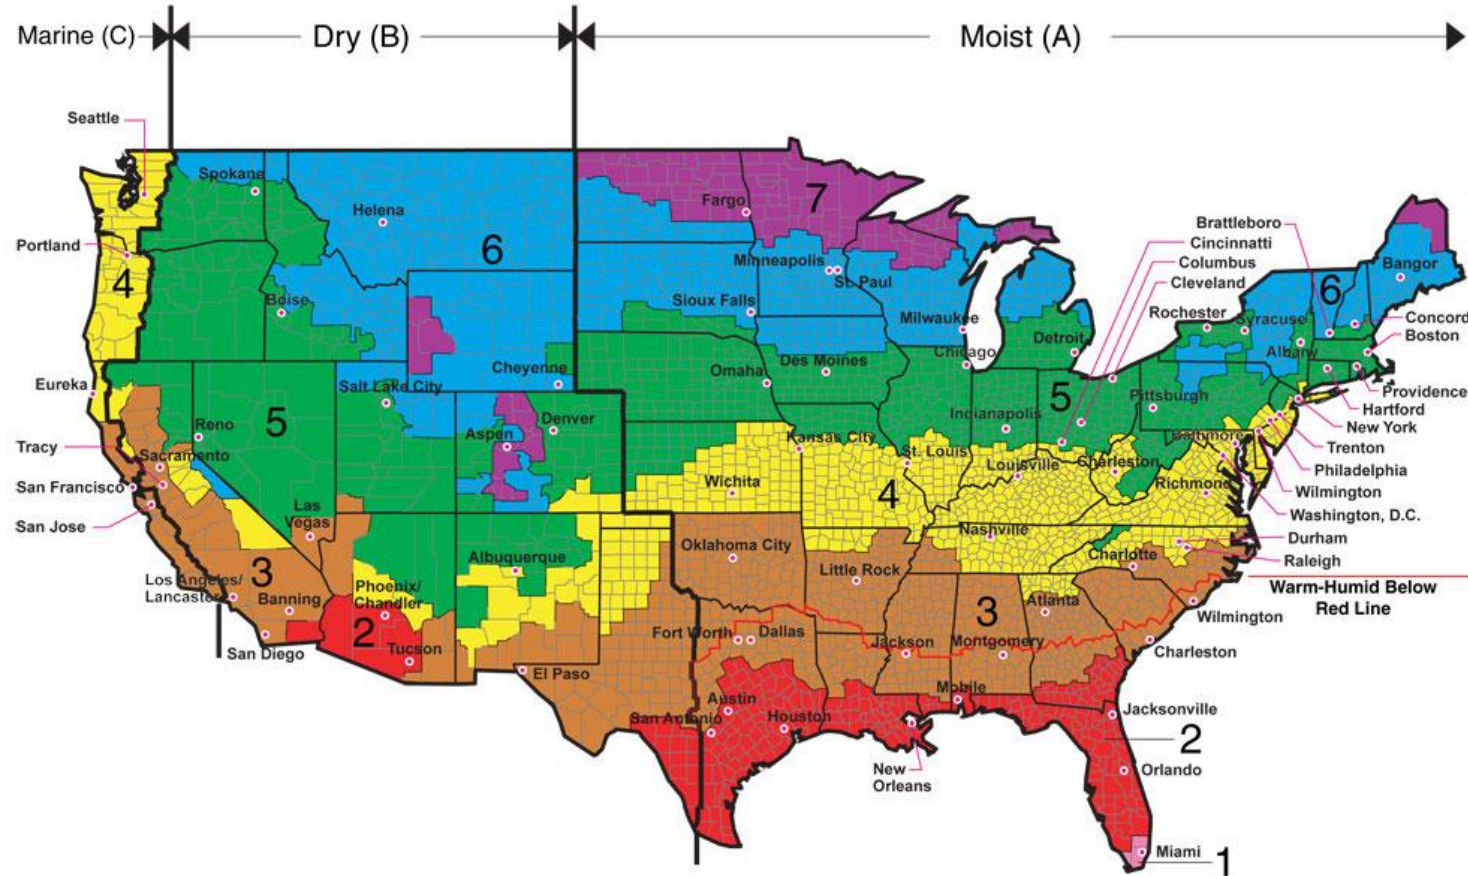 Marine (C)
Dry (B)
Moist (A)
Seattle
Spokane
Helena
Fargo
7
6
Portland
4
Boise
Minneapolis
St. Paul
Sioux Falls
Milwaukee
Brattleboro
Cincinnatti
Columbus
Cleveland
Rochester
Syracuse
6
Bangor
Concord
Boston
Albany
Detroit
Chicago
Des Moines
Omaha
Cheyenne
Salt Lake City
Eureka
Reno
5
Aspen
Denver
Indianapolis
5
Pittsburgh
Providence
Hartford
New York
Trenton
Philadelphia
Wilmington
Washington, D.C.
Baltimore
Tracy
Sacramento
San Francisco
San Jose
Las
Vegas
Kansas City
St. Louis
Wichita
4
Louisville
Charleston
Richmond
Durham
Raleigh
Nashville
Charlotte
Oklahoma City
Albuquerque
Little Rock
3
Los Angeles/
Lancaster
Banning
Phoenix/
Chandler
2
Tucson
San Diego
El Paso
Fort Worth
Dallas
Jackson
3
Montgomery
Atlanta
Warm-Humid Below
Red Line
Wilmington
Charleston
Austin
San Antonio
Houston
Mobile
New
Orleans
Jacksonville
2
Orlando
Miami
1